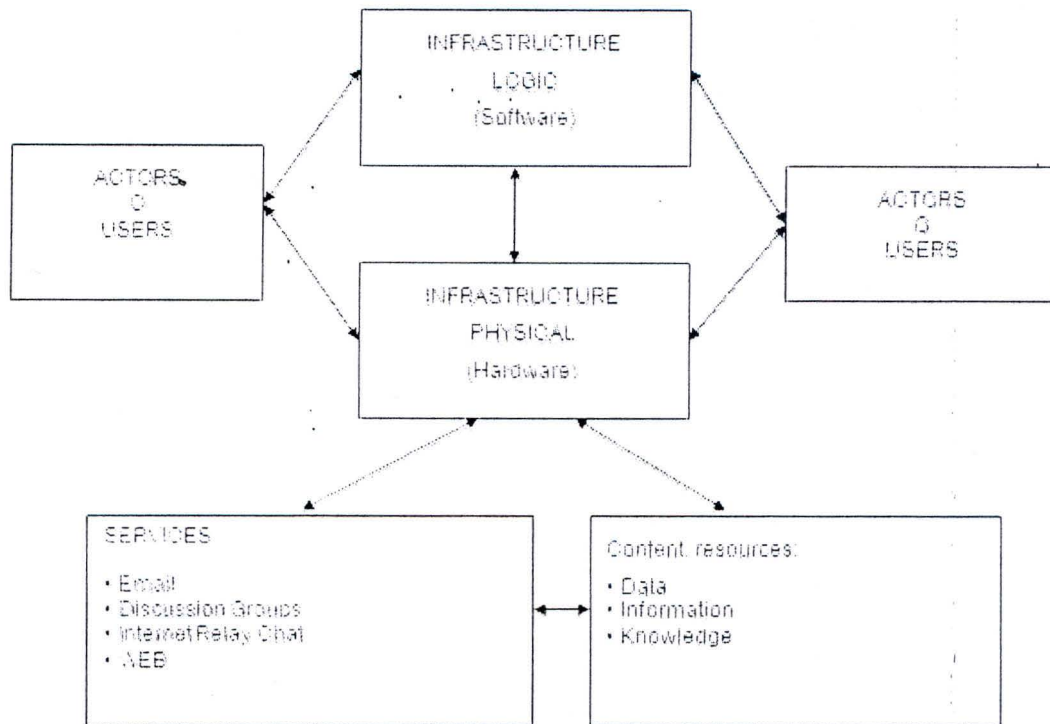 INFRASTRUCTURE
LOGIC
(Software)
ACTORS
O
USERS
ACTORS
O
USERS
INFRASTRUCTURE
PHYSICAL
(Hardware)
SERVICES
• Email
• Discussion Groups
• Internet Relay Chat
• WEB
Content, resources:
• Data
• Information
• Knowledge